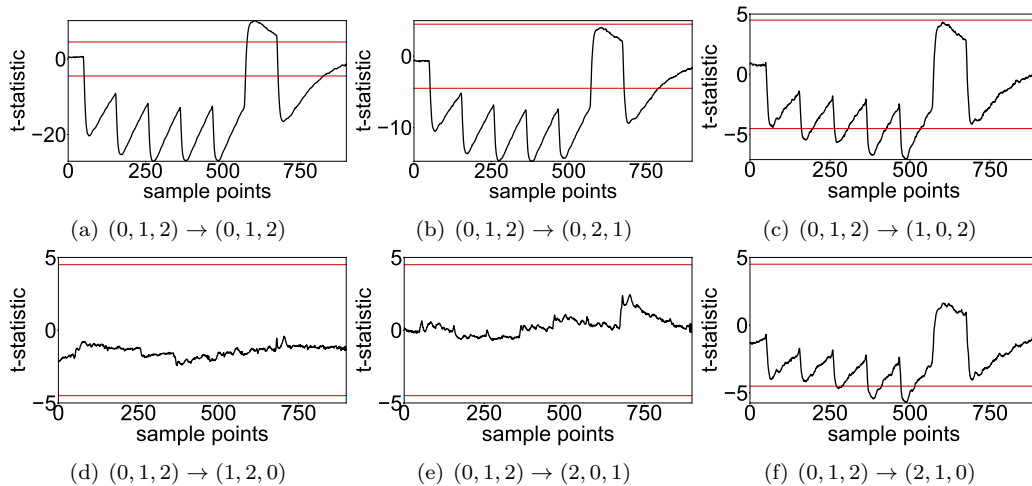 t-statistic
0
−20
0
250
500
750
sample points
(a) (0, 1, 2) → (0, 1, 2)
t-statistic
0
−10
0
250
500
750
sample points
(b) (0, 1, 2) → (0, 2, 1)
t-statistic
5
0
−5
0
250
500
750
sample points
(c) (0, 1, 2) → (1, 0, 2)
t-statistic
5
0
−5
0
250
500
750
sample points
(d) (0, 1, 2) → (1, 2, 0)
t-statistic
5
0
−5
0
250
500
750
sample points
(e) (0, 1, 2) → (2, 0, 1)
t-statistic
5
0
−5
0
250
500
750
sample points
(f) (0, 1, 2) → (2, 1, 0)